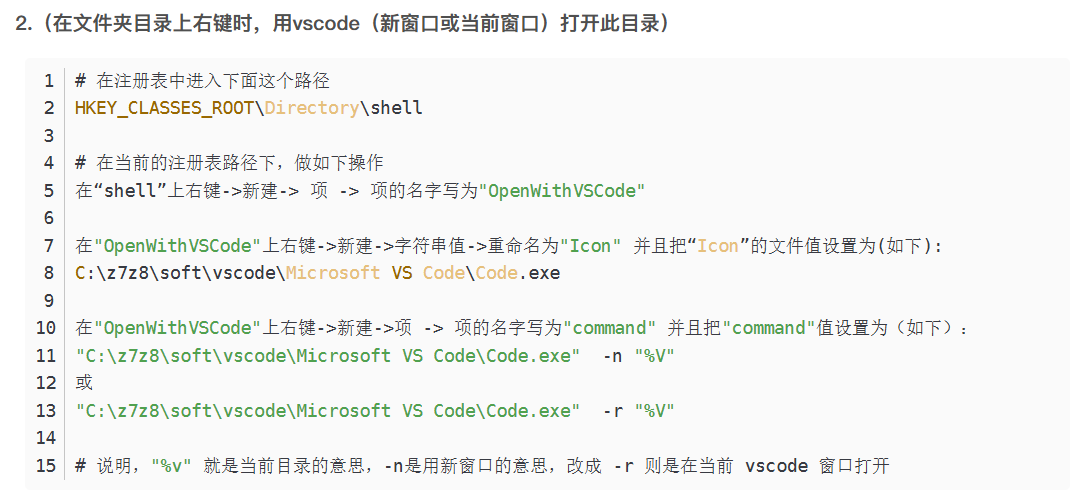 2.（在文件夹目录上右键时，用vscode（新窗口或当前窗口）打开此目录）
1 # 在注册表中进入下面这个路径
2 HKEY_CLASSES_ROOT\Directory\shell
3
4 # 在当前的注册表路径下，做如下操作
5 在“shell”上右键->新建-> 项 -> 项的名字写为"OpenWithVSCode"
6
7 在"OpenWithVSCode"上右键->新建->字符串值->重命名为"Icon" 并且把“Icon”的文件值设置为(如下):
8 C:\z7z8\soft\vscode\Microsoft VS Code\Code.exe
9
10 在"OpenWithVSCode"上右键->新建->项 -> 项的名字写为"command" 并且把"command"值设置为（如下）：
11 "C:\z7z8\soft\vscode\Microsoft VS Code\Code.exe"  -n "%V"
12 或
13 "C:\z7z8\soft\vscode\Microsoft VS Code\Code.exe"  -r "%V"
14
15 # 说明，"%v" 就是当前目录的意思，-n是用新窗口的意思，改成 -r 则是在当前 vscode 窗口打开